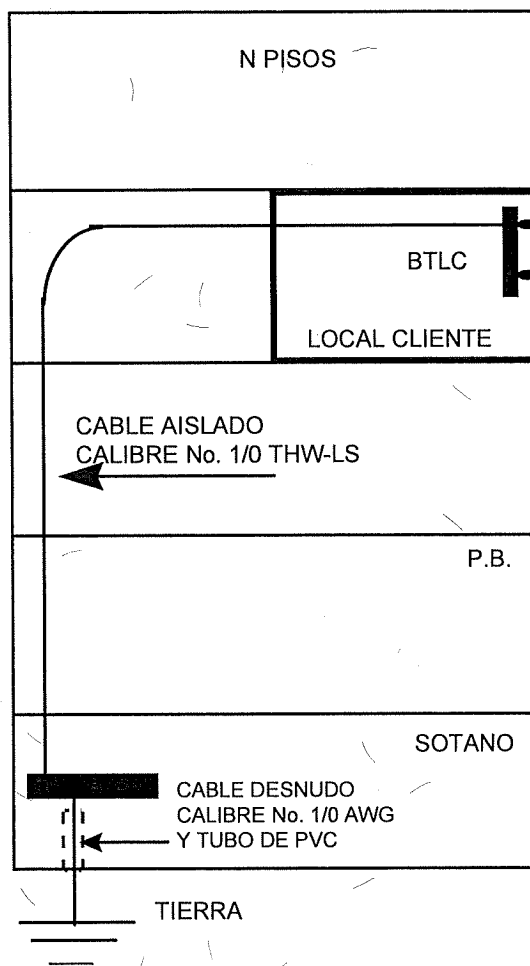 N PISOS
BTLC
LOCAL CLIENTE
CABLE AISLADO
CALIBRE No. 1/0 THW-LS
P.B.
SOTANO
CABLE DESNUDO
CALIBRE No. 1/0 AWG
Y TUBO DE PVC
TIERRA